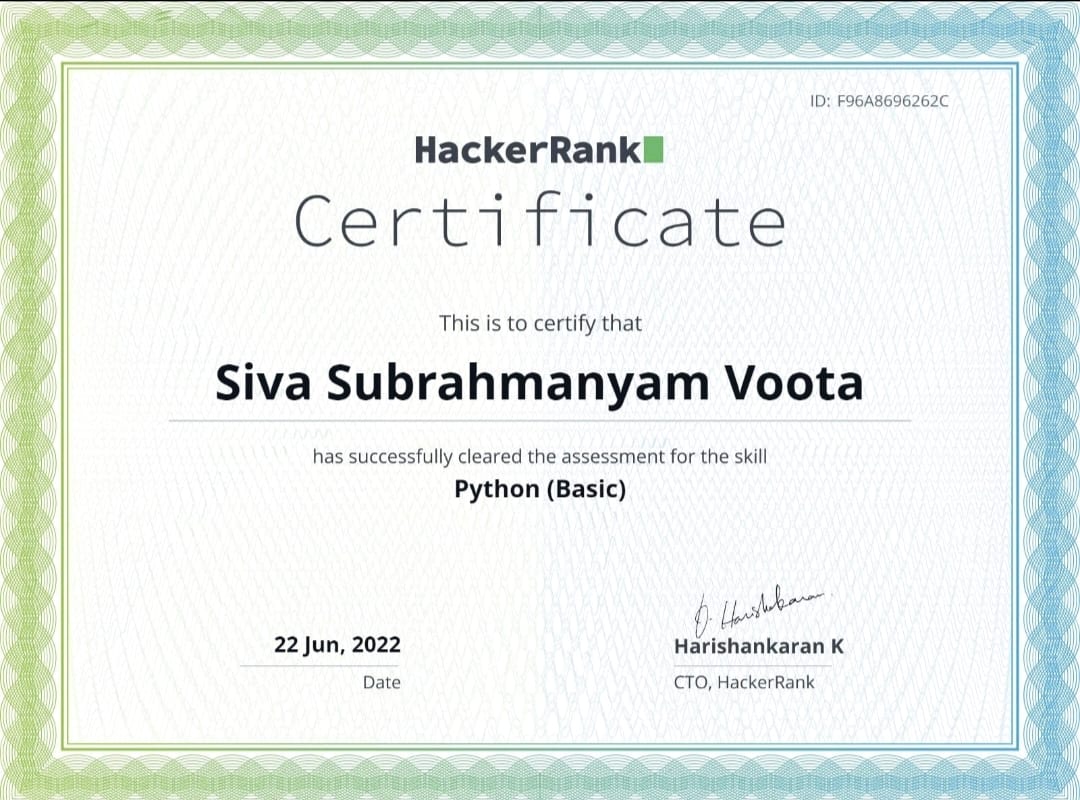 ID: F96A8696262C
HackerRank
Certificate
This is to certify that
Siva Subrahmanyam Voota
has successfully cleared the assessment for the skill
Python (Basic)
22 Jun, 2022
Date
Harishankaran
Harishankaran K
CTO, HackerRank